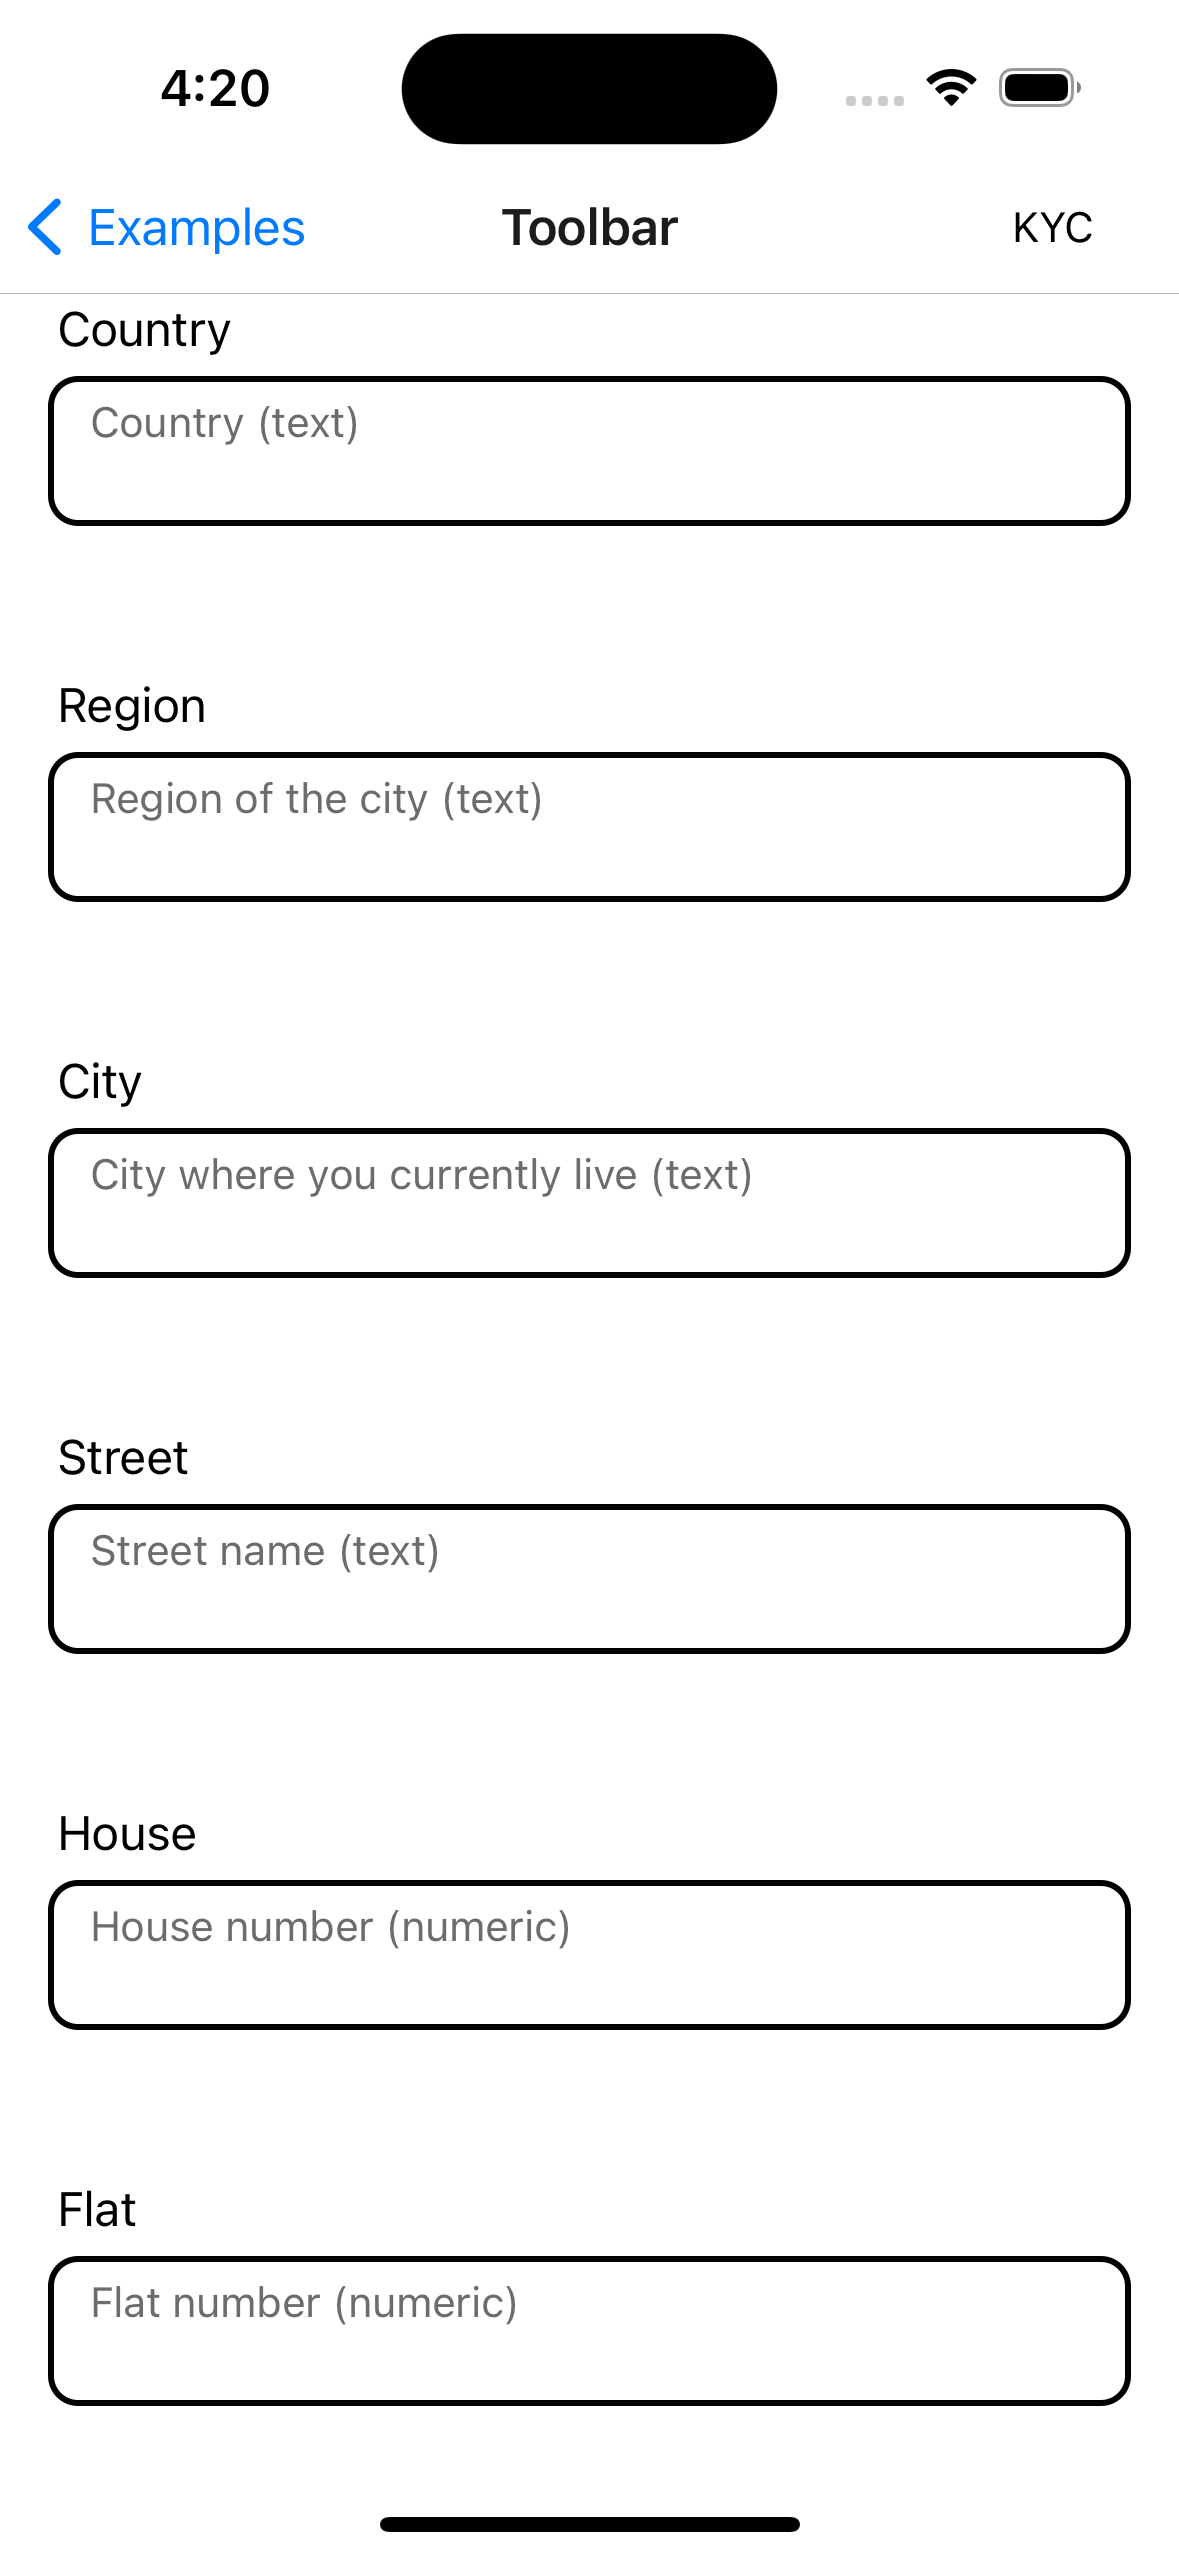 4:20
Examples
Toolbar
KYC
Country
Country (text)
Region
Region of the city (text)
City
City where you currently live (text)
Street
Street name (text)
House
House number (numeric)
Flat
Flat number (numeric)